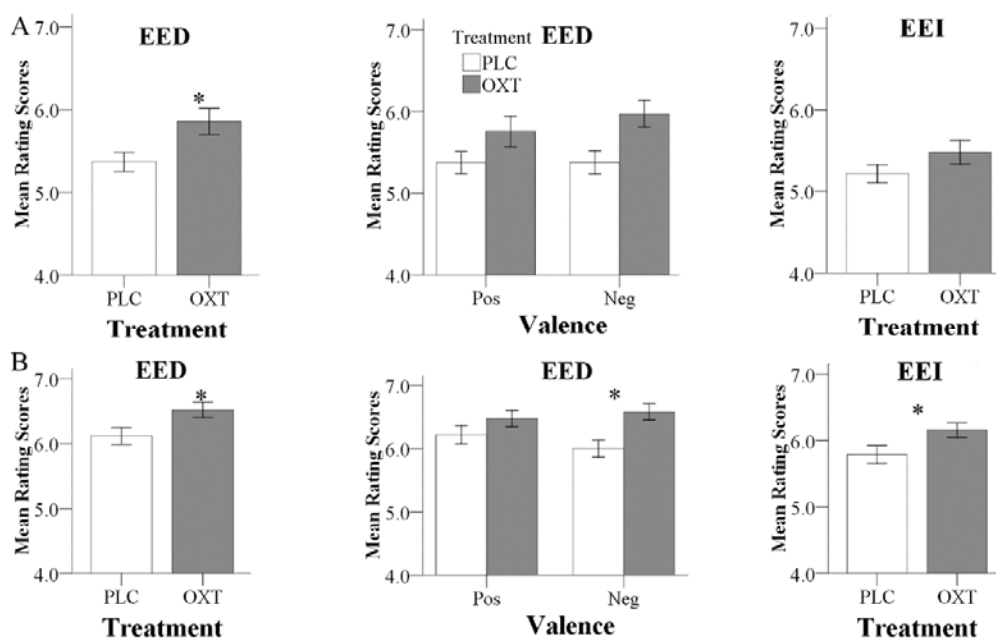 A
EED
Mean Rating Scores
7.0
6.0
5.0
4.0
*
PLC
OXT
Treatment
EED
Treatment
PLC
OXT
Mean Rating Scores
7.0
6.0
5.0
4.0
Pos
Neg
Valence
EEI
Mean Rating Scores
7.0
6.0
5.0
4.0
PLC
OXT
Treatment
B
EED
Mean Rating Scores
7.0
6.0
5.0
4.0
*
PLC
OXT
Treatment
EED
Mean Rating Scores
7.0
6.0
5.0
4.0
*
Pos
Neg
Valence
EEI
Mean Rating Scores
7.0
6.0
5.0
4.0
*
PLC
OXT
Treatment